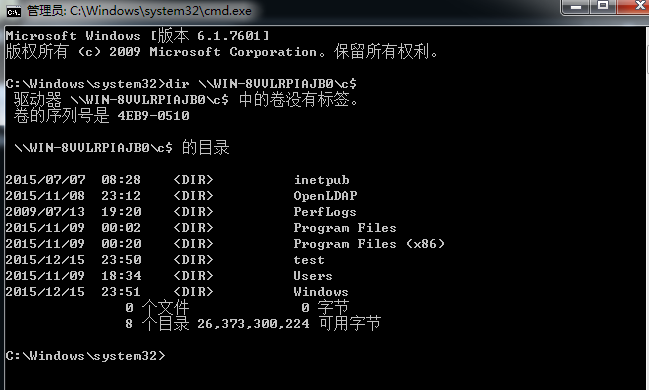 管理员: C:\Windows\system32\cmd.exe
Microsoft Windows [版本 6.1.7601]
版权所有 (c) 2009 Microsoft Corporation。保留所有权利。
C:\Windows\system32>dir \\WIN-8VVLRPIAJB0\c$
驱动器 \\WIN-8VVLRPIAJB0\c$ 中的卷没有标签。
卷的序列号是 4EB9-0510
\\WIN-8VVLRPIAJB0\c$ 的目录
2015/07/07  08:28    <DIR>          inetpub
2015/11/08  23:12    <DIR>          OpenLDAP
2009/07/13  19:20    <DIR>          PerfLogs
2015/11/09  00:02    <DIR>          Program Files
2015/11/09  00:20    <DIR>          Program Files (x86)
2015/12/15  23:50    <DIR>          test
2015/11/09  18:34    <DIR>          Users
2015/12/15  23:51    <DIR>          Windows
0 个文件              0 字节
8 个目录 26,373,300,224 可用字节
C:\Windows\system32>